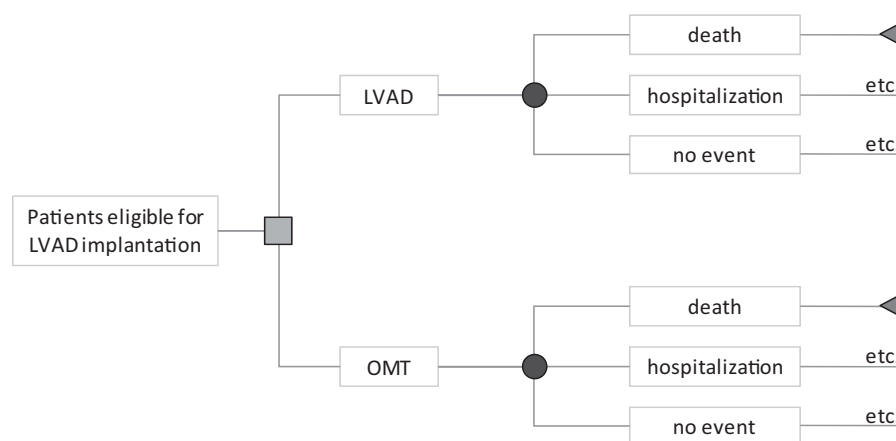 death
LVAD
hospitalization
etc
no event
etc
Patients eligible for
LVAD implantation
death
OMT
hospitalization
etc
no event
etc